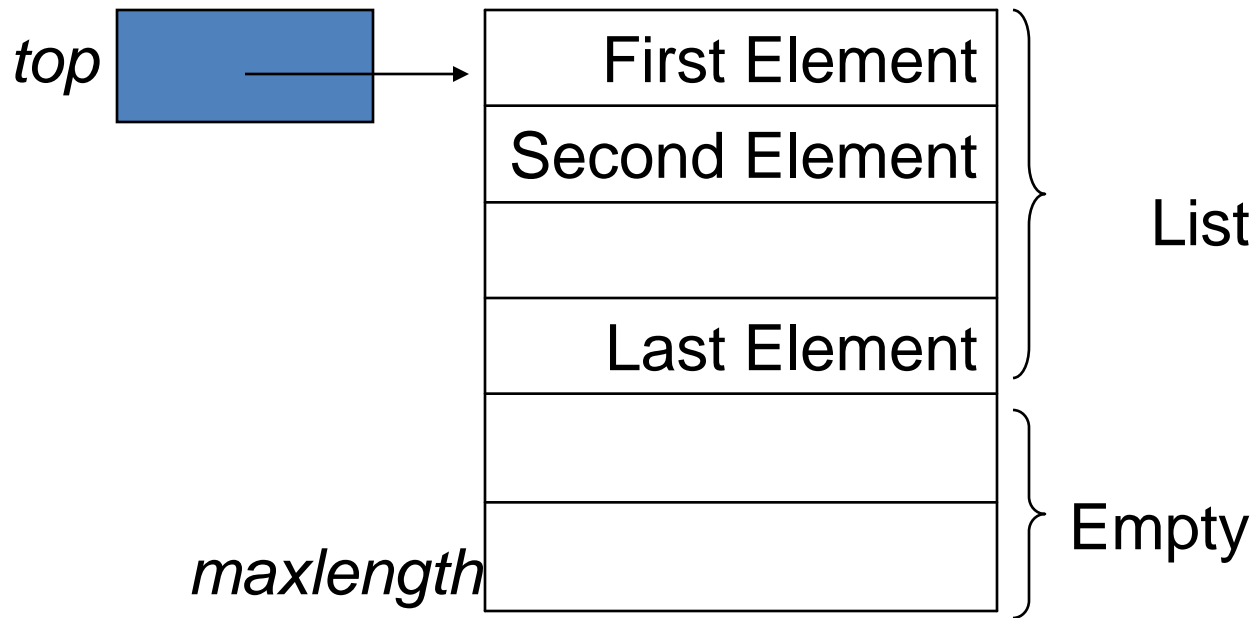 top
First Element
Second Element
List
Last Element
Empty
maxlength